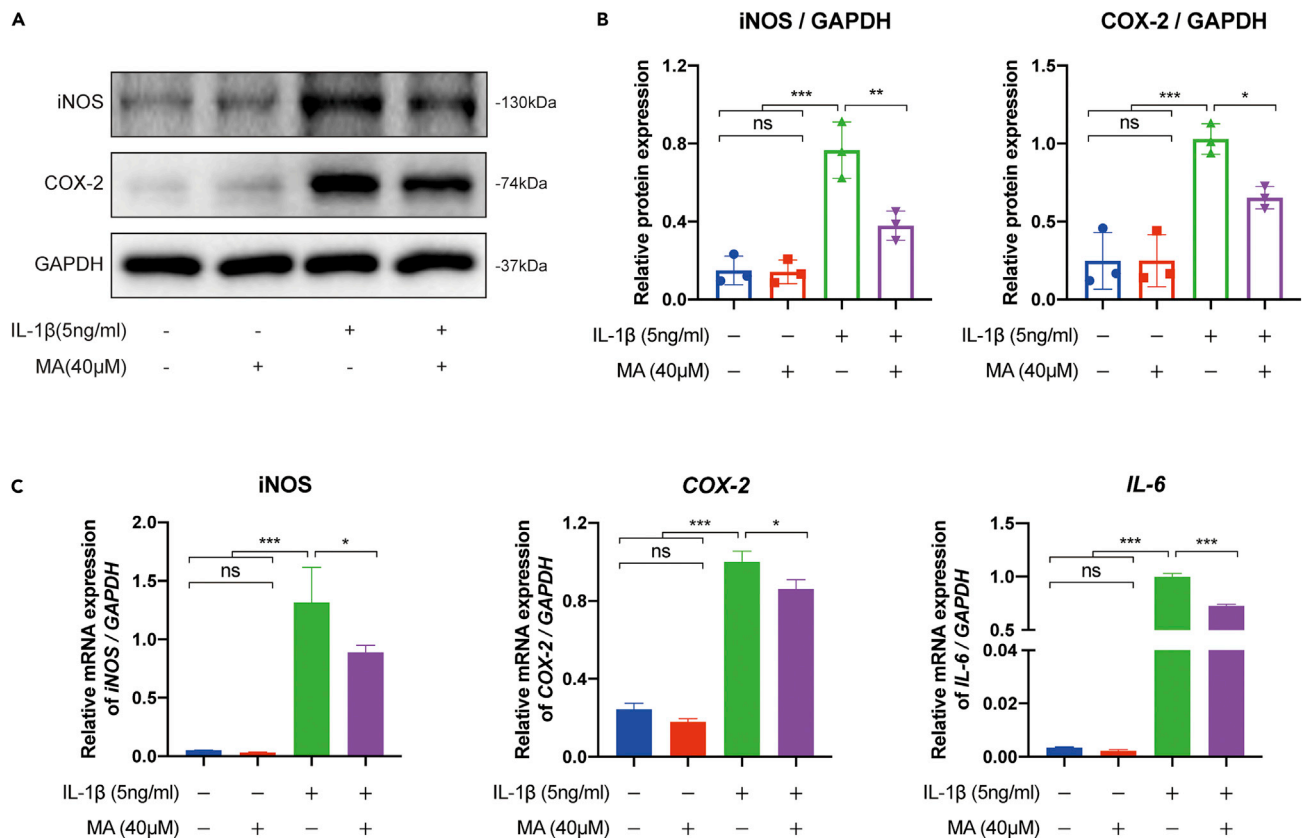 A
iNOS
-130kDa
COX-2
-74kDa
GAPDH
-37kDa
IL-1β(5ng/ml) - - + +
MA(40μM) - + - +
B
iNOS / GAPDH
Relative protein expression
1.2
0.8
0.4
0.0
ns
***
**
IL-1β (5ng/ml) − − + +
MA (40μM) − + − +
COX-2 / GAPDH
Relative protein expression
1.5
1.0
0.5
0.0
ns
***
*
IL-1β (5ng/ml) − − + +
MA (40μM) − + − +
C
iNOS
Relative mRNA expression
of iNOS / GAPDH
2.0
1.5
1.0
0.5
0.0
ns
***
*
IL-1β (5ng/ml) − − + +
MA (40μM) − + − +
COX-2
Relative mRNA expression
of COX-2 / GAPDH
1.2
0.8
0.4
0.0
ns
***
*
IL-1β (5ng/ml) − − + +
MA (40μM) − + − +
IL-6
Relative mRNA expression
of IL-6 / GAPDH
1.5
1.0
0.5
0.04
0.02
0.00
ns
***
***
IL-1β (5ng/ml) − − + +
MA (40μM) − + − +